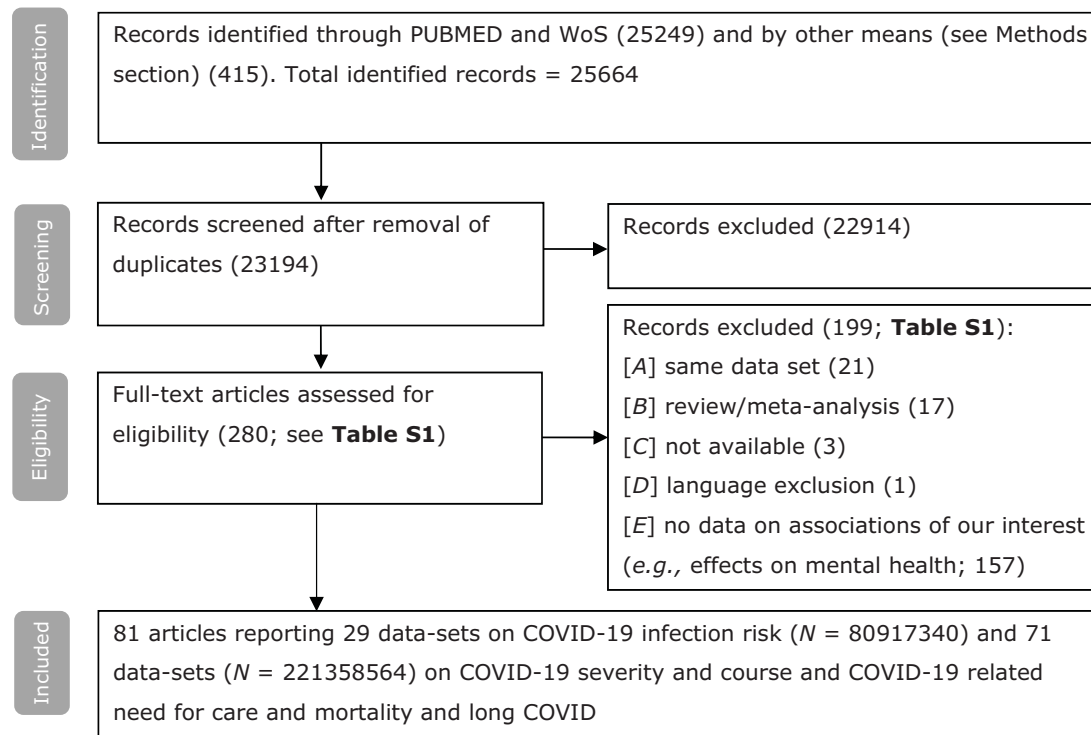 Identification
Records identified through PUBMED and WoS (25249) and by other means (see Methods
section) (415). Total identified records = 25664
Screening
Records screened after removal of
duplicates (23194)
Records excluded (22914)
Eligibility
Full-text articles assessed for
eligibility (280; see Table S1)
Records excluded (199; Table S1):
[A] same data set (21)
[B] review/meta-analysis (17)
[C] not available (3)
[D] language exclusion (1)
[E] no data on associations of our interest
(e.g., effects on mental health; 157)
Included
81 articles reporting 29 data-sets on COVID-19 infection risk (N = 80917340) and 71
data-sets (N = 221358564) on COVID-19 severity and course and COVID-19 related
need for care and mortality and long COVID